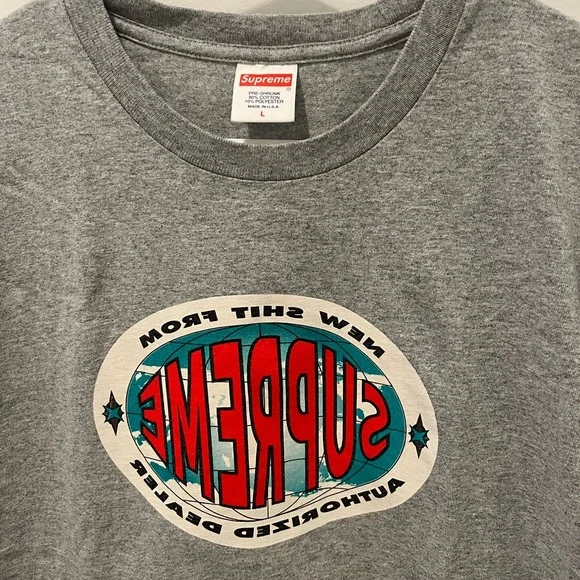 Supreme
PRE-SHRUNK
90% COTTON
10% POLYESTER
MADE IN U.S.A.
L
NEW SHIT FROM
SUPREME
AUTHORIZED DEALER